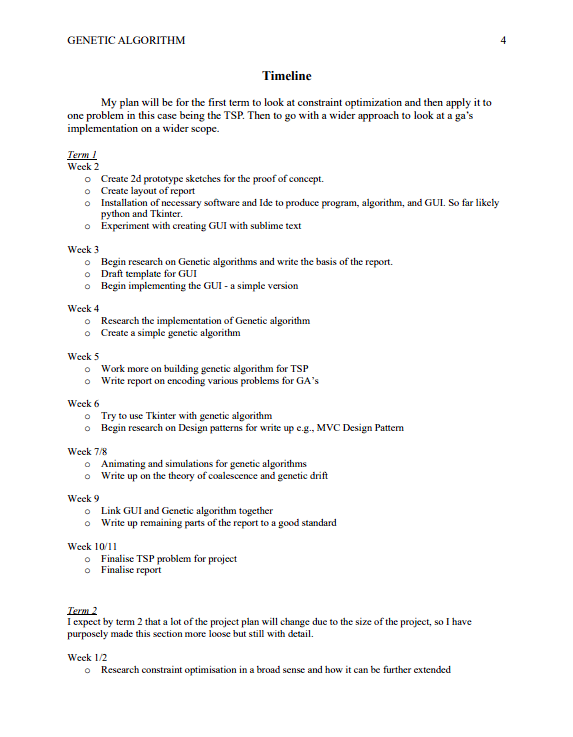 GENETIC ALGORITHM 4
Timeline
My plan will be for the first term to look at constraint optimization and then apply it to
one problem in this case being the TSP. Then to go with a wider approach to look at a ga's
implementation on a wider scope.
Term 1
Week 2
o Create 2d prototype sketches for the proof of concept.
o Create layout of report
o Installation of necessary software and Ide to produce program, algorithm, and GUI. So far likely
python and Tkinter.
o Experiment with creating GUI with sublime text
Week 3
o Begin research on Genetic algorithms and write the basis of the report.
o Draft template for GUI
o Begin implementing the GUI - a simple version
Week 4
o Research the implementation of Genetic algorithm
o Create a simple genetic algorithm
Week 5
o Work more on building genetic algorithm for TSP
o Write report on encoding various problems for GA's
Week 6
o Try to use Tkinter with genetic algorithm
o Begin research on Design patterns for write up e.g., MVC Design Pattern
Week 7/8
o Animating and simulations for genetic algorithms
o Write up on the theory of coalescence and genetic drift
Week 9
o Link GUI and Genetic algorithm together
o Write up remaining parts of the report to a good standard
Week 10/11
o Finalise TSP problem for project
o Finalise report
Term 2
I expect by term 2 that a lot of the project plan will change due to the size of the project, so I have
purposely made this section more loose but still with detail.
Week 1/2
o Research constraint optimisation in a broad sense and how it can be further extended